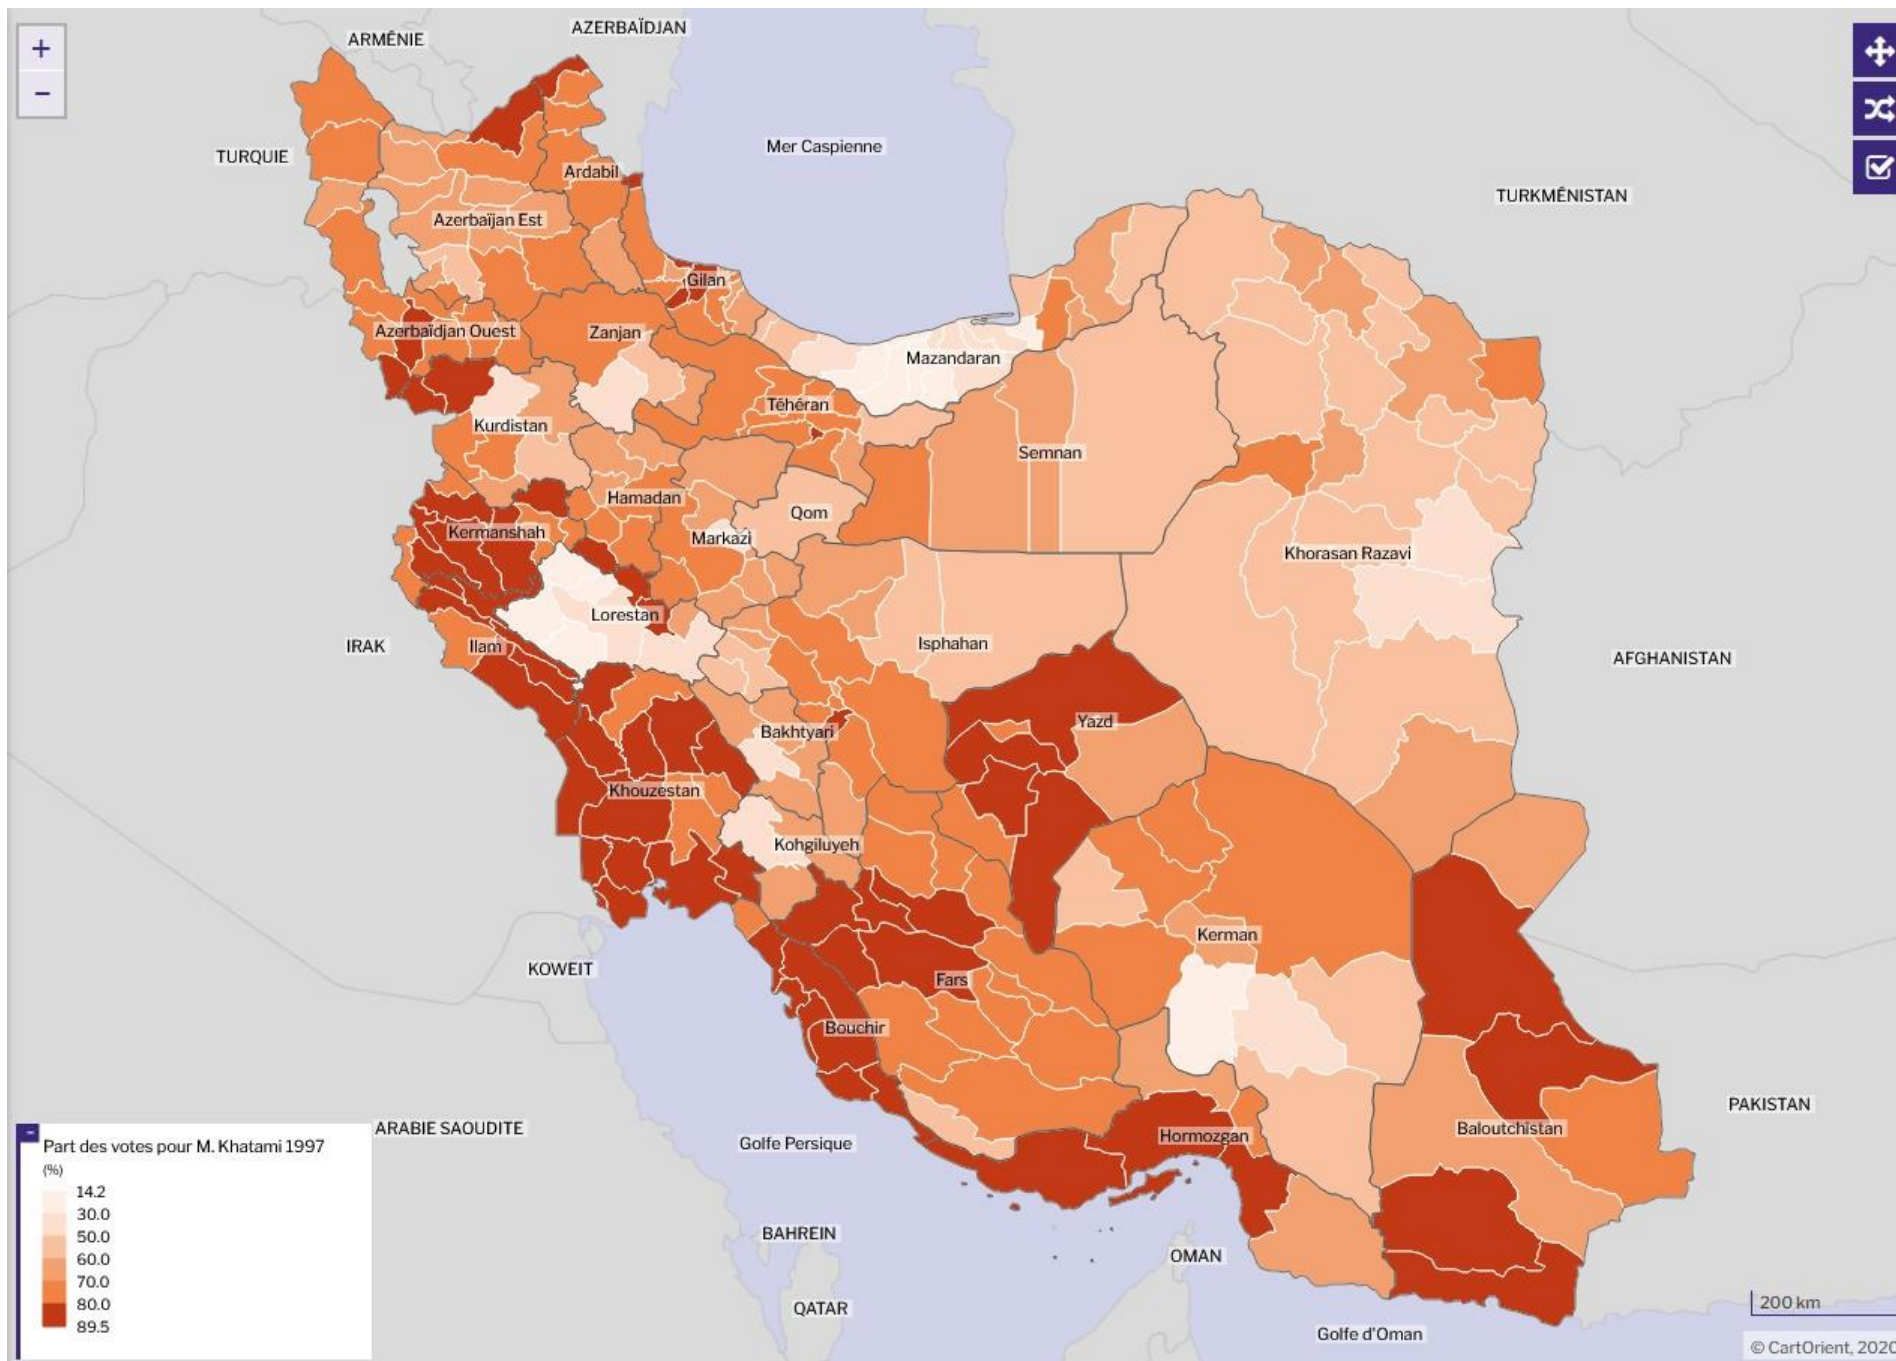 +
−
ARMÉNIE
AZERBAÏDJAN
TURQUIE
Mer Caspienne
TURKMÉNISTAN
Ardabil
Azerbaïjan Est
Gilan
Azerbaïdjan Ouest
Zanjan
Mazandaran
Téhéran
Kurdistan
Semnan
Hamadan
Qom
Kermanshah
Markazi
Khorasan Razavi
Lorestan
IRAK
Ilam
Isphahan
AFGHANISTAN
Yazd
Bakhtyari
Khouzestan
Kohgiluyeh
Kerman
KOWEIT
Fars
Bouchir
PAKISTAN
ARABIE SAOUDITE
Golfe Persique
Hormozgan
Baloutchistan
-
Part des votes pour M. Khatami 1997
(%)
14.2
30.0
50.0
60.0
70.0
80.0
89.5
BAHREIN
OMAN
QATAR
Golfe d'Oman
200 km
© CartOrient, 2020